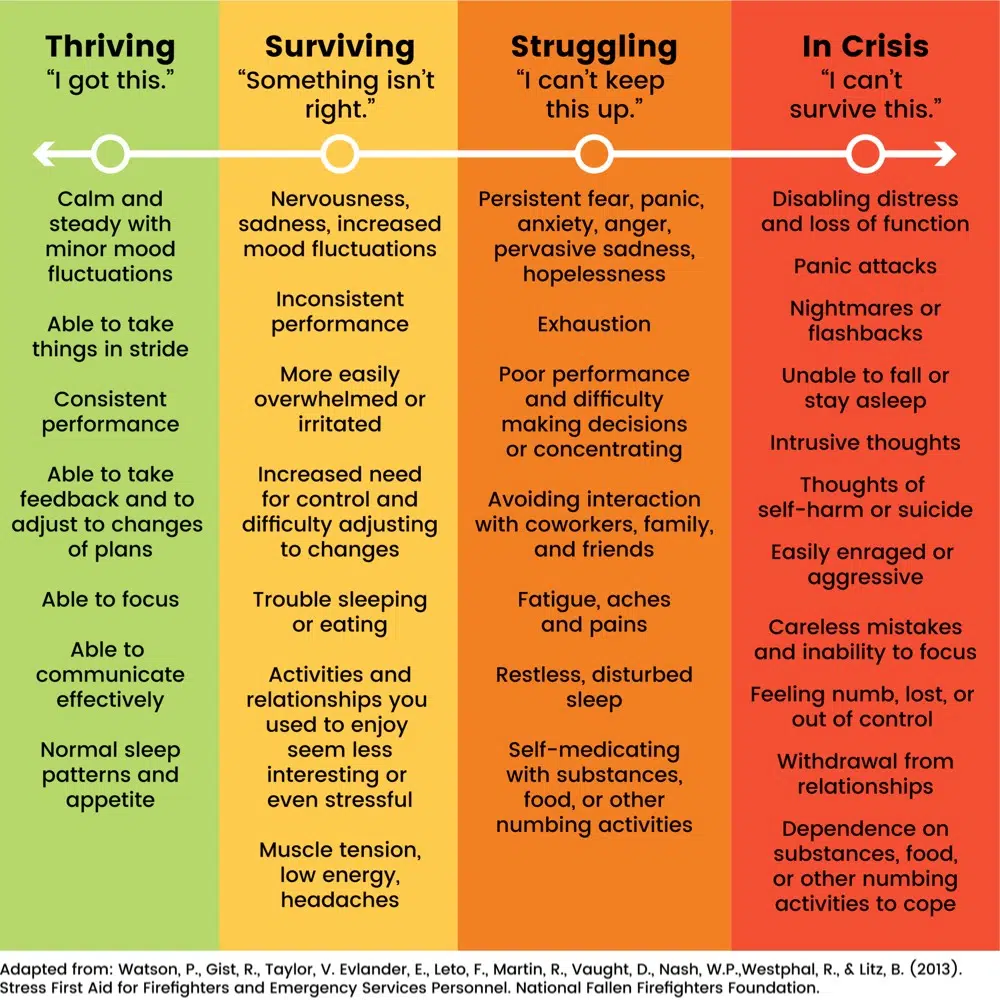 Thriving
“I got this.”
Calm and
steady with
minor mood
fluctuations
Able to take
things in stride
Consistent
performance
Able to take
feedback and to
adjust to changes
of plans
Able to focus
Able to
communicate
effectively
Normal sleep
patterns and
appetite
Surviving
“Something isn’t
right.”
Nervousness,
sadness, increased
mood fluctuations
Inconsistent
performance
More easily
overwhelmed or
irritated
Increased need
for control and
difficulty adjusting
to changes
Trouble sleeping
or eating
Activities and
relationships you
used to enjoy
seem less
interesting or
even stressful
Muscle tension,
low energy,
headaches
Struggling
“I can’t keep
this up.”
Persistent fear, panic,
anxiety, anger,
pervasive sadness,
hopelessness
Exhaustion
Poor performance
and difficulty
making decisions
or concentrating
Avoiding interaction
with coworkers, family,
and friends
Fatigue, aches
and pains
Restless, disturbed
sleep
Self-medicating
with substances,
food, or other
numbing activities
In Crisis
“I can’t
survive this.”
Disabling distress
and loss of function
Panic attacks
Nightmares or
flashbacks
Unable to fall or
stay asleep
Intrusive thoughts
Thoughts of
self-harm or suicide
Easily enraged or
aggressive
Careless mistakes
and inability to focus
Feeling numb, lost, or
out of control
Withdrawal from
relationships
Dependence on
substances, food,
or other numbing
activities to cope
Adapted from: Watson, P., Gist, R., Taylor, V. Evlander, E., Leto, F., Martin, R., Vaught, D., Nash, W.P.,Westphal, R., & Litz, B. (2013).
Stress First Aid for Firefighters and Emergency Services Personnel. National Fallen Firefighters Foundation.